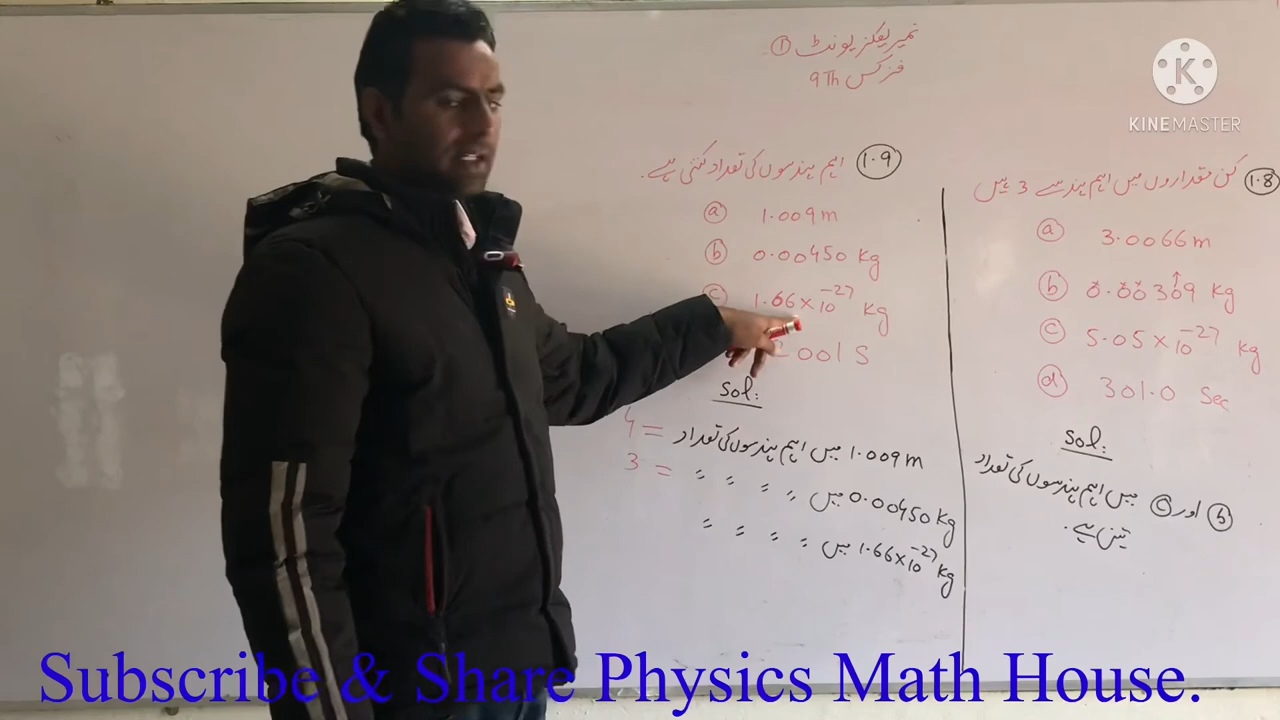 نمیریکلز یونٹ ①
فزکس 9Th
K
KINEMASTER
1.9 اہم ہندسوں کی تعداد کتنی ہے۔
ⓐ 1.009 m
ⓑ 0.00450 Kg
ⓒ 1.66 × 10⁻²⁷ Kg
2.001 S
Sol:
1.009 m میں اہم ہندسوں کی تعداد = 4
0.00450 Kg میں 〃 〃 〃 〃 = 3
1.66×10⁻²⁷ Kg میں 〃 〃 〃 〃
1.8 کن مقداروں میں اہم ہندسے 3 ہیں
ⓐ 3.0066 m
ⓑ 0.00309 Kg
ⓒ 5.05 × 10⁻²⁷ Kg
ⓓ 301.0 Sec
Sol:
ⓑ اور ⓒ میں اہم ہندسوں کی تعداد
تین ہے۔
Subscribe & Share Physics Math House.